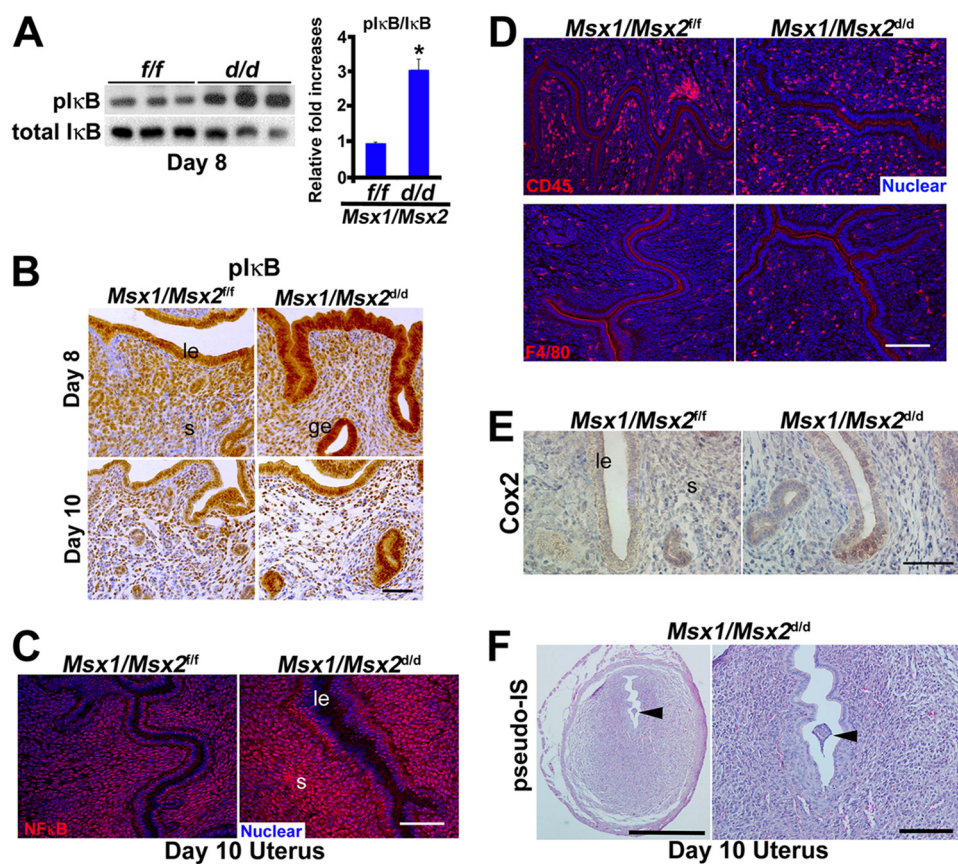 A
f/f d/d
pIκB
total IκB
Day 8
pIκB/IκB
Relative fold increases
4
3
2
1
0
*
f/f d/d
Msx1/Msx2
B
pIκB
Msx1/Msx2f/f Msx1/Msx2d/d
Day 8
le
s
ge
Day 10
C
Msx1/Msx2f/f Msx1/Msx2d/d
le
s
NFκB
Nuclear
Day 10 Uterus
D
Msx1/Msx2f/f Msx1/Msx2d/d
CD45
Nuclear
F4/80
E
Msx1/Msx2f/f Msx1/Msx2d/d
Cox2
le
s
F
Msx1/Msx2d/d
pseudo-IS
Day 10 Uterus